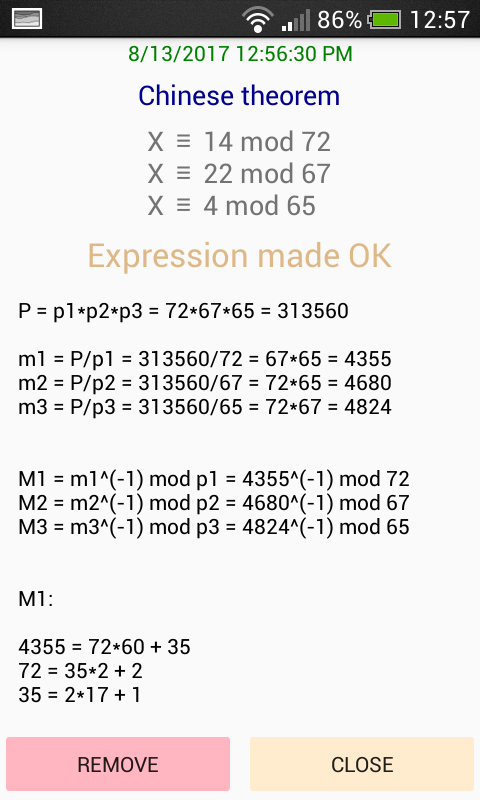 86% 12:57
8/13/2017 12:56:30 PM
Chinese theorem
X ≡ 14 mod 72
X ≡ 22 mod 67
X ≡ 4 mod 65
Expression made OK
P = p1*p2*p3 = 72*67*65 = 313560
m1 = P/p1 = 313560/72 = 67*65 = 4355
m2 = P/p2 = 313560/67 = 72*65 = 4680
m3 = P/p3 = 313560/65 = 72*67 = 4824
M1 = m1^(-1) mod p1 = 4355^(-1) mod 72
M2 = m2^(-1) mod p2 = 4680^(-1) mod 67
M3 = m3^(-1) mod p3 = 4824^(-1) mod 65
M1:
4355 = 72*60 + 35
72 = 35*2 + 2
35 = 2*17 + 1
REMOVE CLOSE